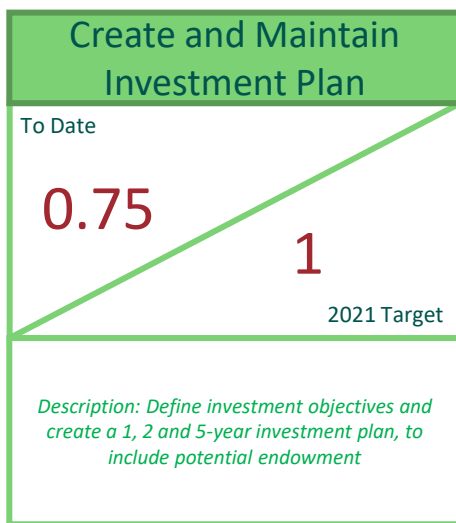 Create and Maintain
Investment Plan
To Date
0.75
1
2021 Target
Description: Define investment objectives and
create a 1, 2 and 5-year investment plan, to
include potential endowment